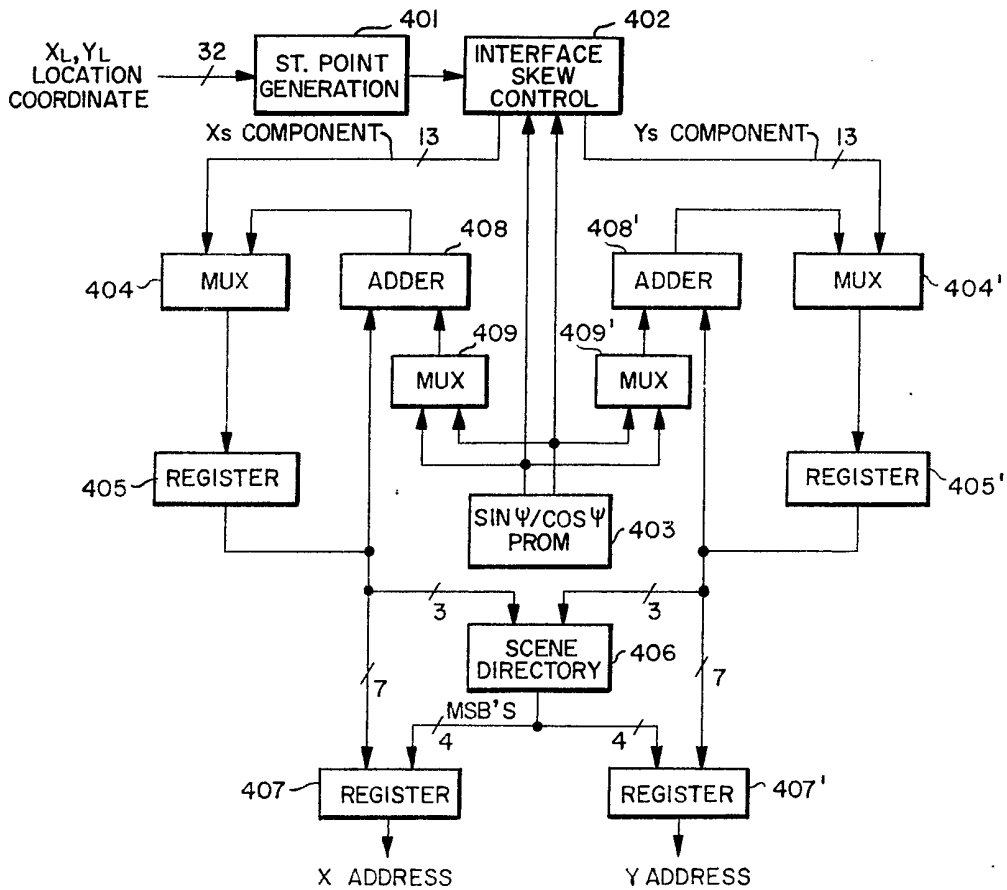 401
402
XL, YL
LOCATION
COORDINATE
32
ST. POINT
GENERATION
INTERFACE
SKEW
CONTROL
Xs COMPONENT
13
Ys COMPONENT
13
408
408'
404
MUX
ADDER
ADDER
MUX
404'
409
409'
MUX
MUX
405
REGISTER
SIN Ψ/COS Ψ
PROM
403
REGISTER
405'
3
3
SCENE
DIRECTORY
406
7
7
MSB'S
4
4
407
REGISTER
REGISTER
407'
X ADDRESS
Y ADDRESS